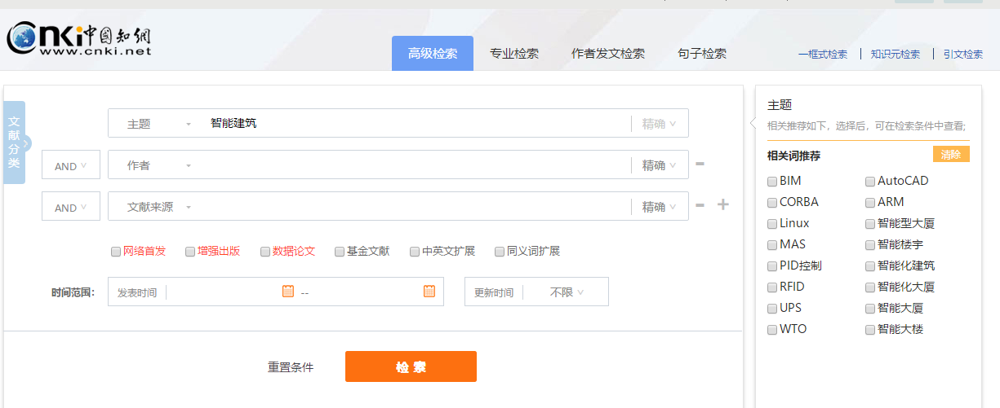 Cnki中国知網
www.cnki.net
高级检索 专业检索 作者发文检索 句子检索
一框式检索 | 知识元检索 | 引文检索
文献分类
主题 智能建筑 精确
AND 作者 精确
AND 文献来源 精确
网络首发 增强出版 数据论文 基金文献 中英文扩展 同义词扩展
时间范围: 发表时间 -- 更新时间 不限
重置条件 检索
主题
相关推荐如下，选择后，可在检索条件中查看;
相关词推荐 清除
BIM AutoCAD
CORBA ARM
Linux 智能型大厦
MAS 智能楼宇
PID控制 智能化建筑
RFID 智能化大厦
UPS 智能大厦
WTO 智能大楼